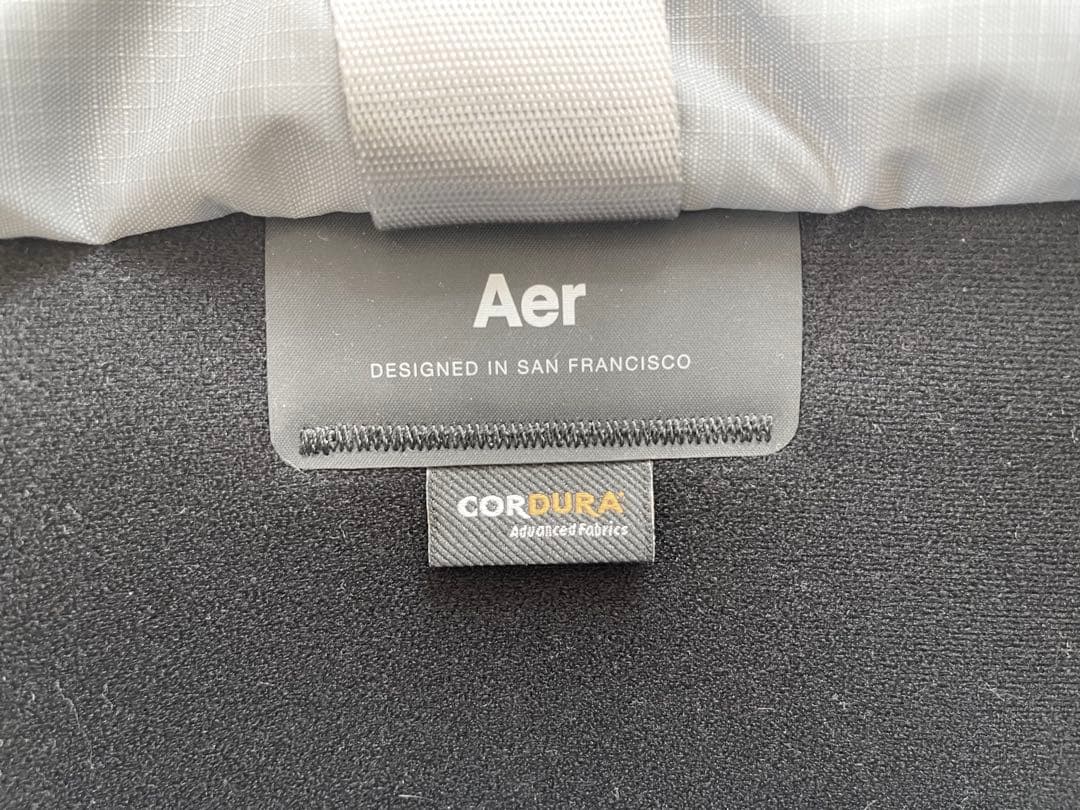 Aer
DESIGNED IN SAN FRANCISCO
CORDURA®
Advanced Fabrics